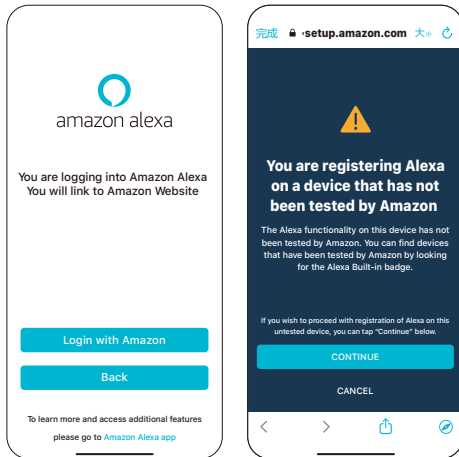 amazon alexa
You are logging into Amazon Alexa
You will link to Amazon Website
Login with Amazon
Back
To learn more and access additional features
please go to Amazon Alexa app
完成 setup.amazon.com 大小
You are registering Alexa
on a device that has not
been tested by Amazon
The Alexa functionality on this device has not
been tested by Amazon. You can find devices
that have been tested by Amazon by looking
for the Alexa Built-in badge.
If you wish to proceed with registration of Alexa on this
untested device, you can tap "Continue" below.
CONTINUE
CANCEL